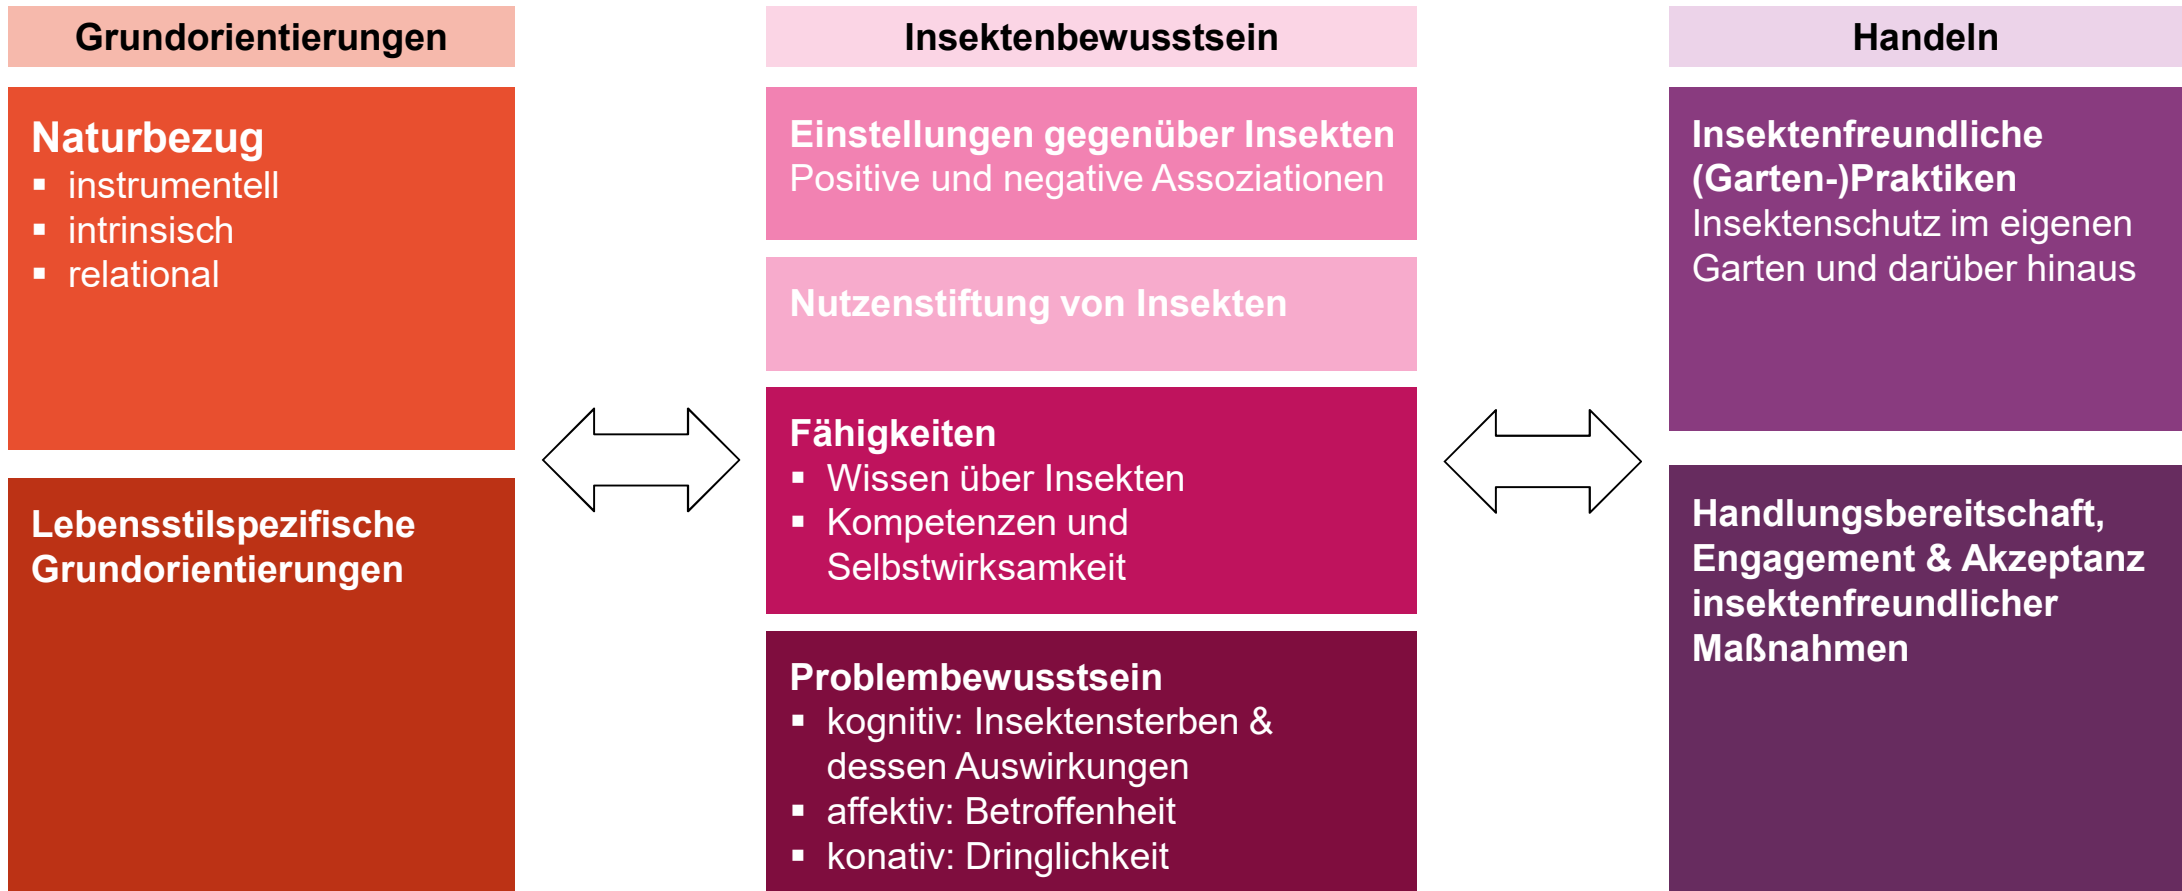 Grundorientierungen
Naturbezug
▪ instrumentell
▪ intrinsisch
▪ relational
Lebensstilspezifische
Grundorientierungen
Insektenbewusstsein
Einstellungen gegenüber Insekten
Positive und negative Assoziationen
Nutzenstiftung von Insekten
Fähigkeiten
▪ Wissen über Insekten
▪ Kompetenzen und
Selbstwirksamkeit
Problembewusstsein
▪ kognitiv: Insektensterben &
dessen Auswirkungen
▪ affektiv: Betroffenheit
▪ konativ: Dringlichkeit
Handeln
Insektenfreundliche
(Garten-)Praktiken
Insektenschutz im eigenen
Garten und darüber hinaus
Handlungsbereitschaft,
Engagement & Akzeptanz
insektenfreundlicher
Maßnahmen